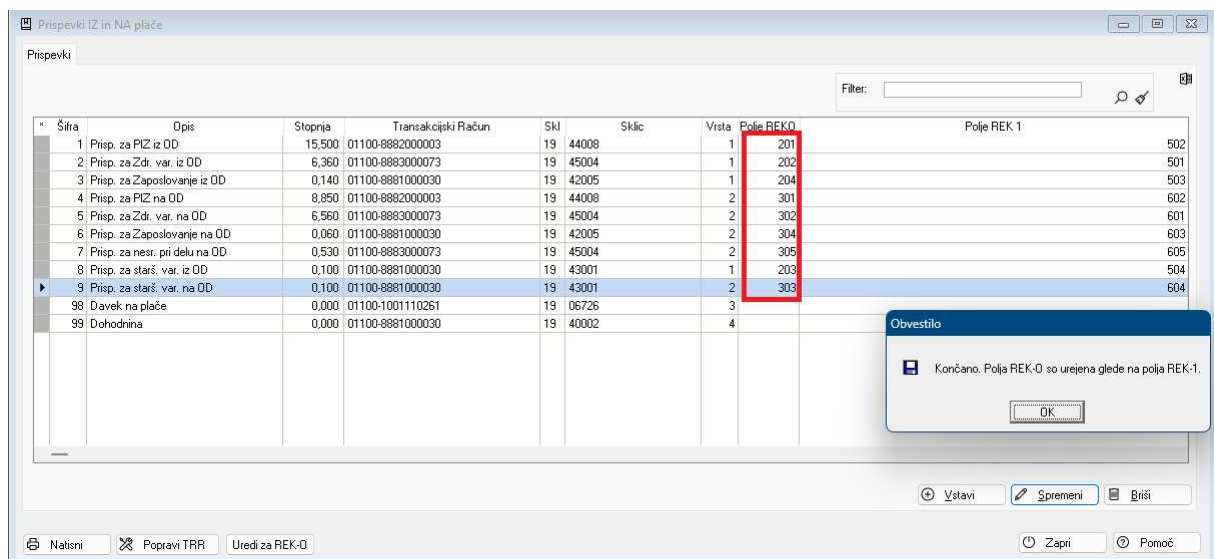 Prispevki IZ in NA plače
Prispevki
Filter:
* Šifra Opis Stopnja Transakcijski Račun Skl Sklic Vrsta Polje REKO Polje REK 1
1 Prisp. za PIZ iz OD 15,500 01100-8882000003 19 44008 1 201 502
2 Prisp. za Zdr. var. iz OD 6,360 01100-8883000073 19 45004 1 202 501
3 Prisp. za Zaposlovanje iz OD 0,140 01100-8881000030 19 42005 1 204 503
4 Prisp. za PIZ na OD 8,850 01100-8882000003 19 44008 2 301 602
5 Prisp. za Zdr. var. na OD 6,560 01100-8883000073 19 45004 2 302 601
6 Prisp. za Zaposlovanje na OD 0,060 01100-8881000030 19 42005 2 304 603
7 Prisp. za nesr. pri delu na OD 0,530 01100-8883000073 19 45004 2 305 605
8 Prisp. za starš. var. iz OD 0,100 01100-8881000030 19 43001 1 203 504
9 Prisp. za starš. var. na OD 0,100 01100-8881000030 19 43001 2 303 604
98 Davek na plače 0,000 01100-1001110261 19 06726 3
99 Dohodnina 0,000 01100-8881000030 19 40002 4
Obvestilo
Končano. Polja REK-O so urejena glede na polja REK-1.
OK
Vstavi Spremeni Briši
Natisni Popravi TRR Uredi za REK-O Zapri Pomoč